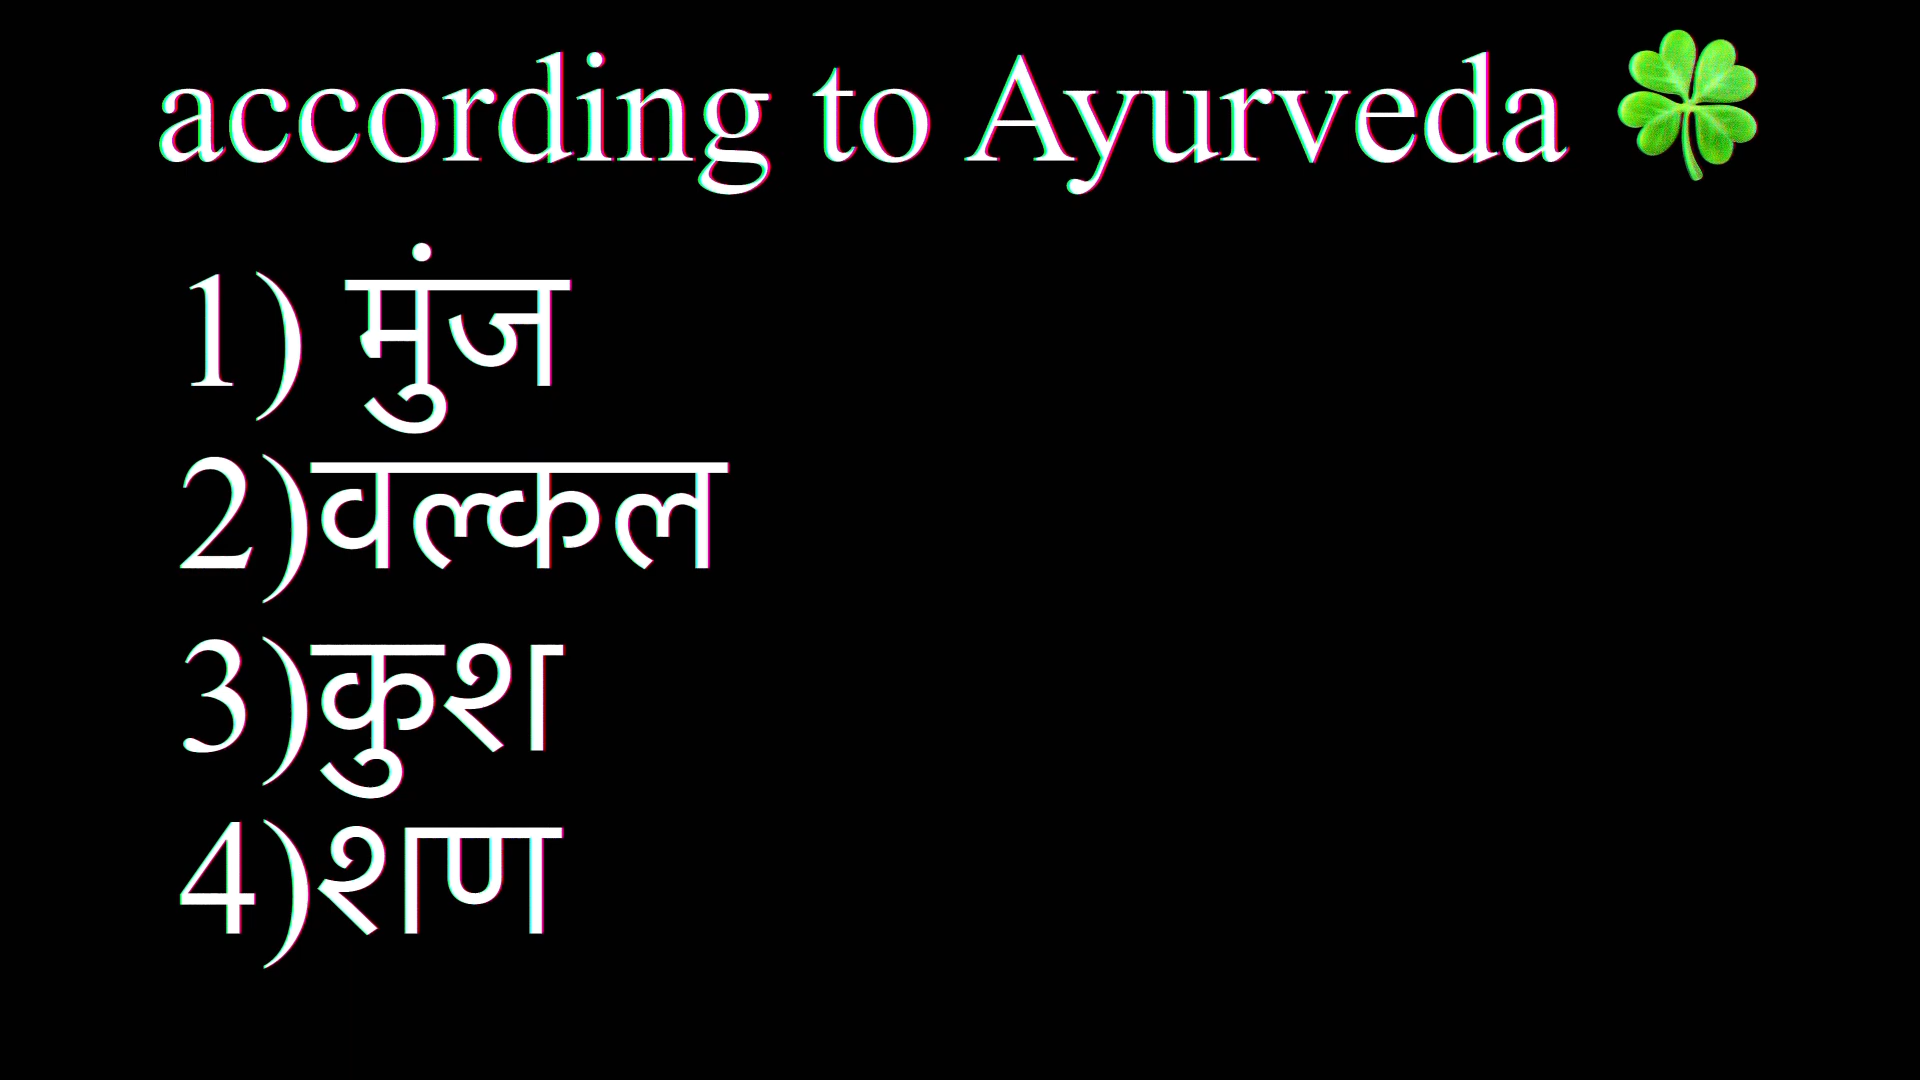 according to Ayurveda 🍀
1) मुंज
2)वल्कल
3)कुश
4)शण